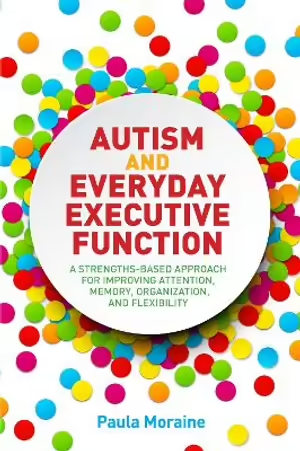 AUTISM
AND
EVERYDAY
EXECUTIVE
FUNCTION
A STRENGTHS-BASED APPROACH
FOR IMPROVING ATTENTION,
MEMORY, ORGANIZATION,
AND FLEXIBILITY
Paula Moraine